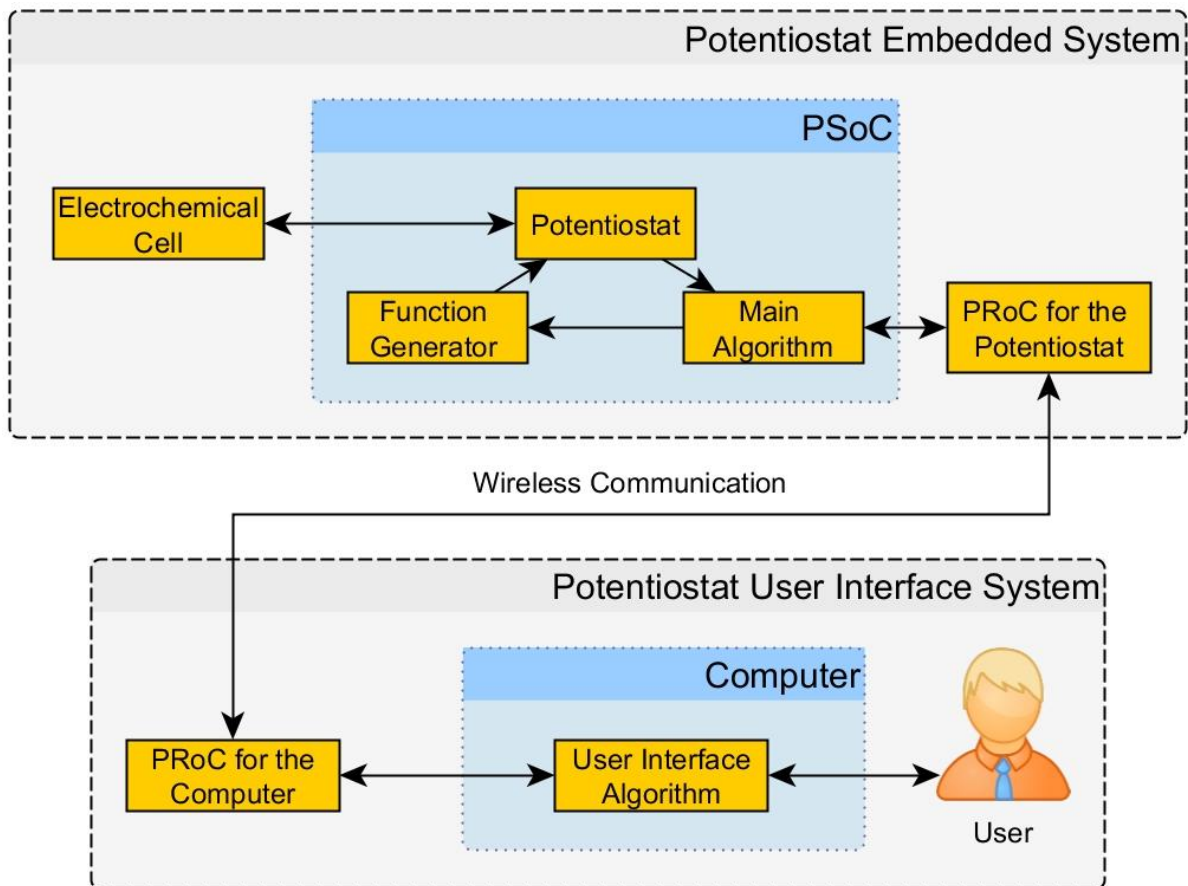 Potentiostat Embedded System
PSoC
Electrochemical
Cell
Potentiostat
Function
Generator
Main
Algorithm
PRoC for the
Potentiostat
Wireless Communication
Potentiostat User Interface System
Computer
PRoC for the
Computer
User Interface
Algorithm
User